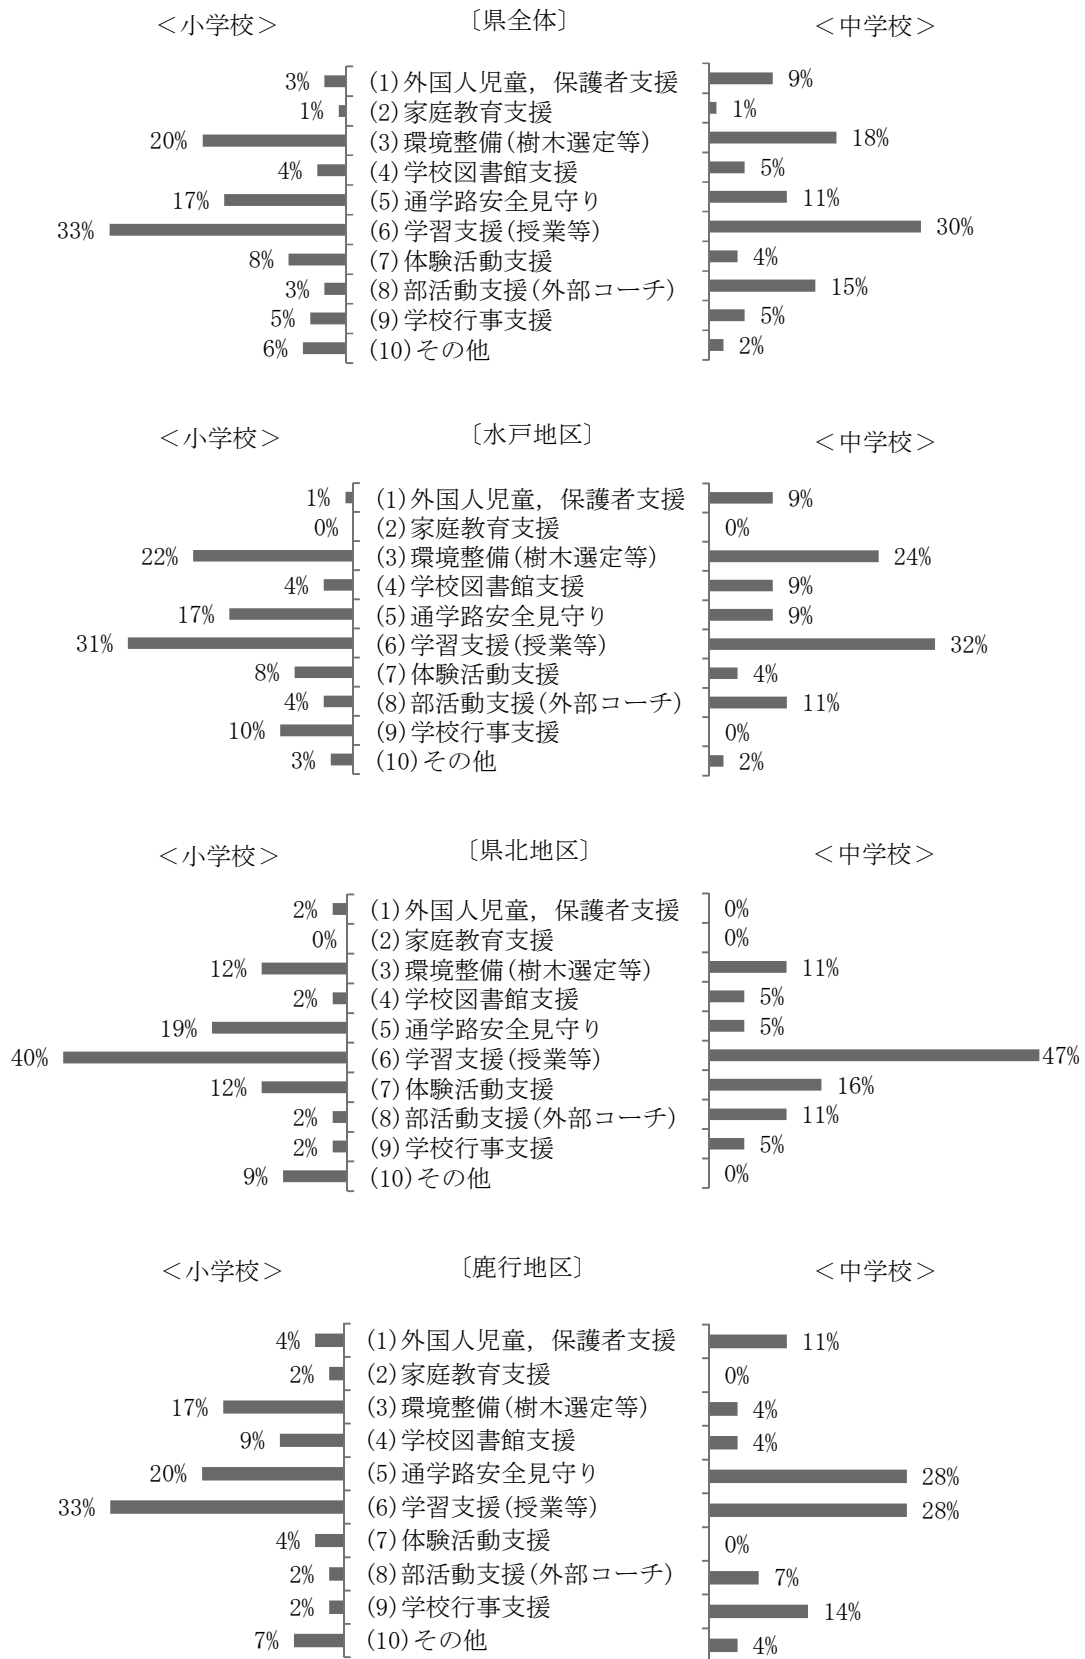 ＜小学校＞ 〔県全体〕 ＜中学校＞
3% (1)外国人児童，保護者支援 9%
1% (2)家庭教育支援 1%
20% (3)環境整備(樹木選定等) 18%
4% (4)学校図書館支援 5%
17% (5)通学路安全見守り 11%
33% (6)学習支援(授業等) 30%
8% (7)体験活動支援 4%
3% (8)部活動支援(外部コーチ) 15%
5% (9)学校行事支援 5%
6% (10)その他 2%
＜小学校＞ 〔水戸地区〕 ＜中学校＞
1% (1)外国人児童，保護者支援 9%
0% (2)家庭教育支援 0%
22% (3)環境整備(樹木選定等) 24%
4% (4)学校図書館支援 9%
17% (5)通学路安全見守り 9%
31% (6)学習支援(授業等) 32%
8% (7)体験活動支援 4%
4% (8)部活動支援(外部コーチ) 11%
10% (9)学校行事支援 0%
3% (10)その他 2%
＜小学校＞ 〔県北地区〕 ＜中学校＞
2% (1)外国人児童，保護者支援 0%
0% (2)家庭教育支援 0%
12% (3)環境整備(樹木選定等) 11%
2% (4)学校図書館支援 5%
19% (5)通学路安全見守り 5%
40% (6)学習支援(授業等) 47%
12% (7)体験活動支援 16%
2% (8)部活動支援(外部コーチ) 11%
2% (9)学校行事支援 5%
9% (10)その他 0%
＜小学校＞ 〔鹿行地区〕 ＜中学校＞
4% (1)外国人児童，保護者支援 11%
2% (2)家庭教育支援 0%
17% (3)環境整備(樹木選定等) 4%
9% (4)学校図書館支援 4%
20% (5)通学路安全見守り 28%
33% (6)学習支援(授業等) 28%
4% (7)体験活動支援 0%
2% (8)部活動支援(外部コーチ) 7%
2% (9)学校行事支援 14%
7% (10)その他 4%